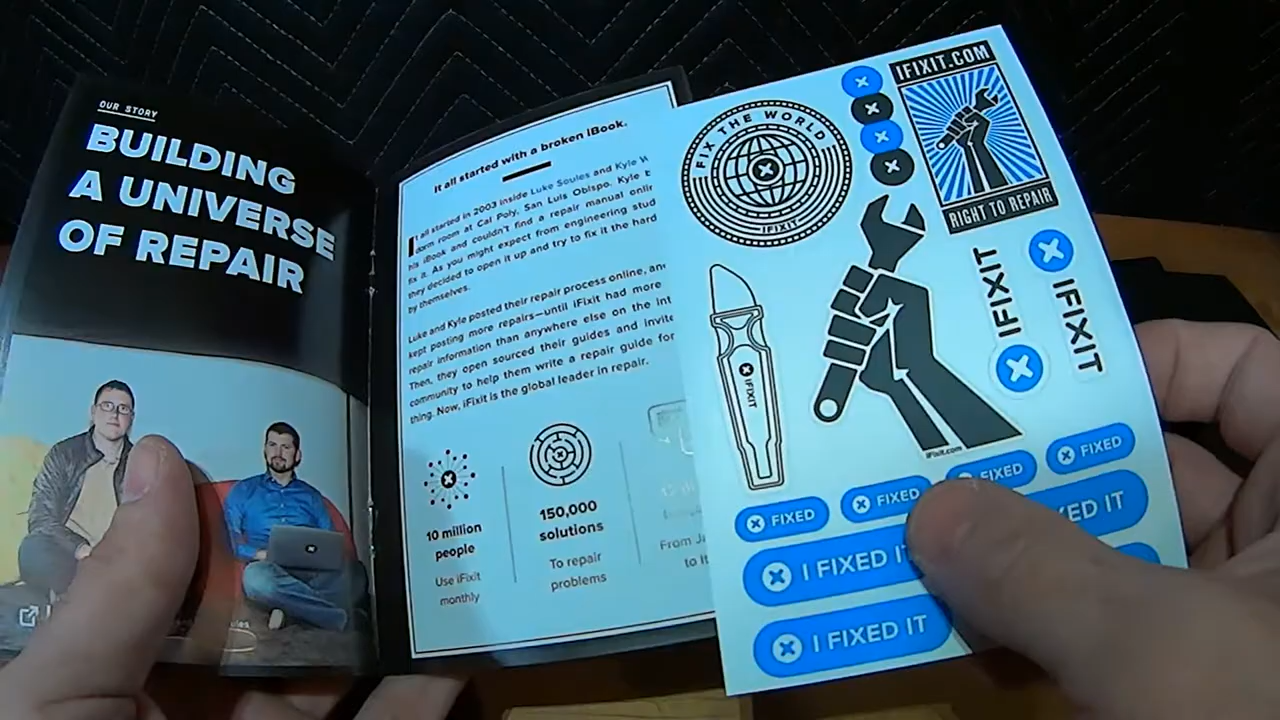 OUR STORY
BUILDING
A UNIVERSE
OF REPAIR
It all started with a broken iBook.
It all started in 2003 inside Luke Soules and Kyle
dorm room at Cal Poly, San Luis Obispo. Kyle
his iBook and couldn't find a repair manual
fix it. As you might expect from engineering
they decided to open it up and try to fix it the hard
by themselves.
Luke and Kyle posted their repair process online,
kept posting more repairs—until iFixit had more
repair information than anywhere else on the
Then, they open sourced their guides and
community to help them write a repair guide for
thing. Now, iFixit is the global leader in repair.
10 million
people
Use iFixit
monthly
150,000
solutions
To repair
problems
From
to
FIX THE WORLD
IFIXIT
IFIXIT.COM
RIGHT TO REPAIR
IFIXIT
IFIXIT
IFIXIT
iFixit.com
FIXED
FIXED
FIXED
FIXED
I FIXED IT
I FIXED IT